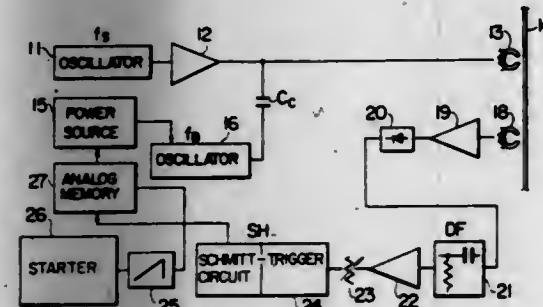 fs
12
13
11
OSCILLATOR
15
POWER
SOURCE
fB
16
Cc
OSCILLATOR
20
19
18
27
ANALOG
MEMORY
26
STARTER
25
SH
SCHMITT-TRIGGER
CIRCUIT
24
23
22
DF
21